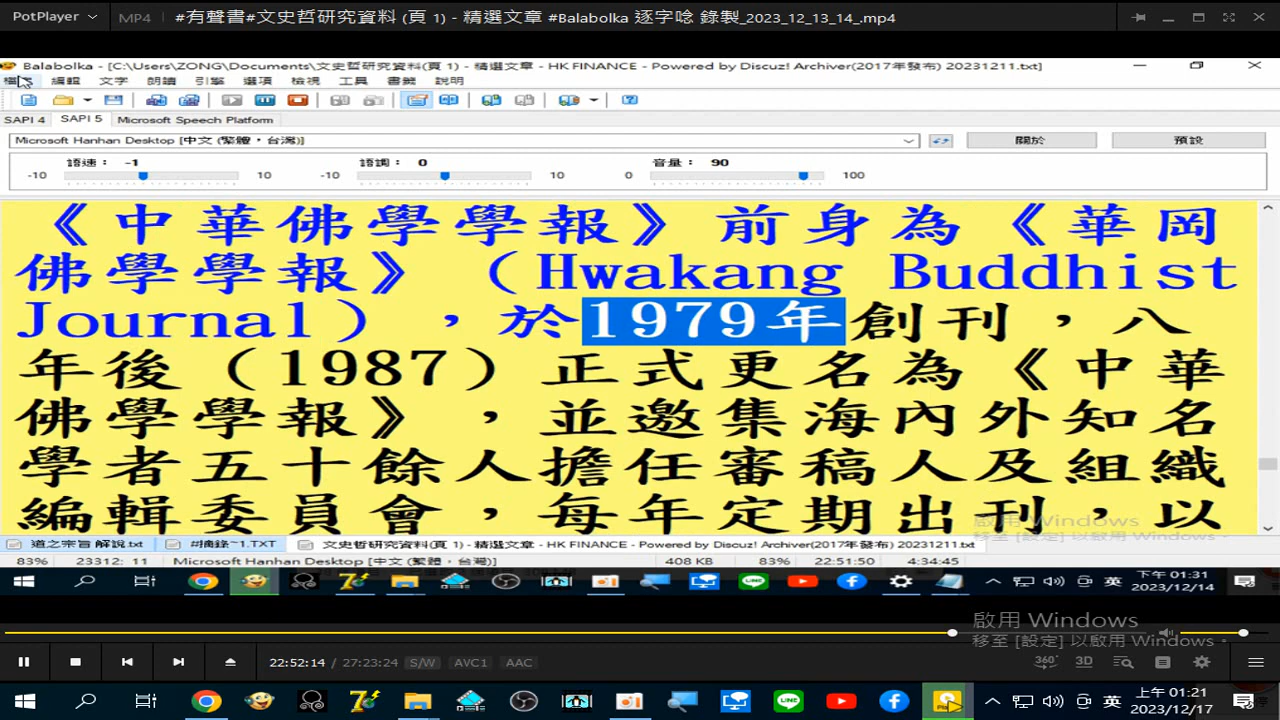 PotPlayer MP4 #有聲書#文史哲研究資料 (頁 1) - 精選文章 #Balabolka 逐字唸 錄製_2023_12_13_14_.mp4
Balabolka - [C:\Users\ZONG\Documents\文史哲研究資料(頁 1) - 精選文章 - HK FINANCE - Powered by Discuz! Archiver(2017年發布) 20231211.txt]
檔案 編輯 文字 朗讀 引擎 選項 檢視 工具 書籤 說明
SAPI 4 SAPI 5 Microsoft Speech Platform
Microsoft Hanhan Desktop [中文 (繁體，台灣)] 關於 預設
語速： -1 語調： 0 音量： 90
-10 10 -10 10 0 100
《中華佛學學報》前身為《華岡
佛學學報》（Hwakang Buddhist
Journal），於1979年創刊，八
年後（1987）正式更名為《中華
佛學學報》，並邀集海內外知名
學者五十餘人擔任審稿人及組織
編輯委員會，每年定期出刊，以
啟用 Windows
移至 [設定] 以啟用 Windows。
道之宗旨 解說.txt #摘錄~1.TXT 文史哲研究資料(頁 1) - 精選文章 - HK FINANCE - Powered by Discuz! Archiver(2017年發布) 20231211.txt
83% 23312: 11 Microsoft Hanhan Desktop [中文 (繁體，台灣)] 408 KB 83% 22:51:50 4:34:45
英 下午 01:31
2023/12/14
啟用 Windows
移至 [設定] 以啟用 Windows。
22:52:14 / 27:23:24 S/W AVC1 AAC 360° 3D
英 上午 01:21
2023/12/17